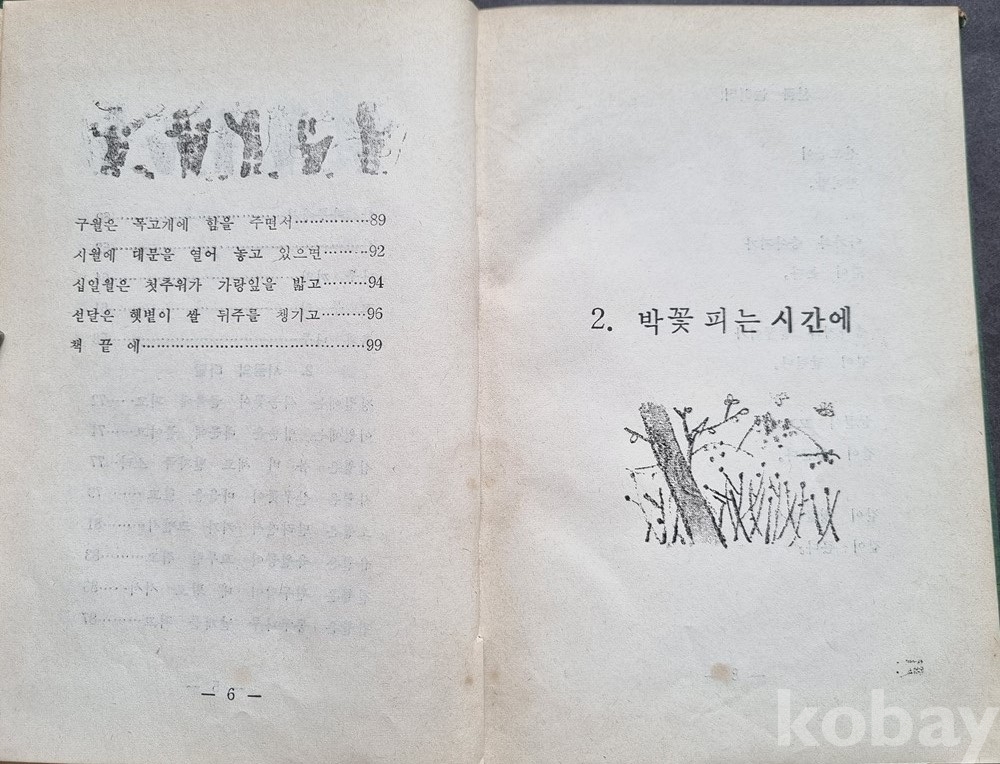 구월은 목고개에 힘을 주면서……………89
시월에 대문을 열어 놓고 있으면………92
십일월은 첫추위가 가랑잎을 밟고………94
섣달은 햇볕이 쌀 뒤주를 챙기고………96
책 끝 에……………………………………99
— 6 —
2. 박꽃 피는 시간에
kobay